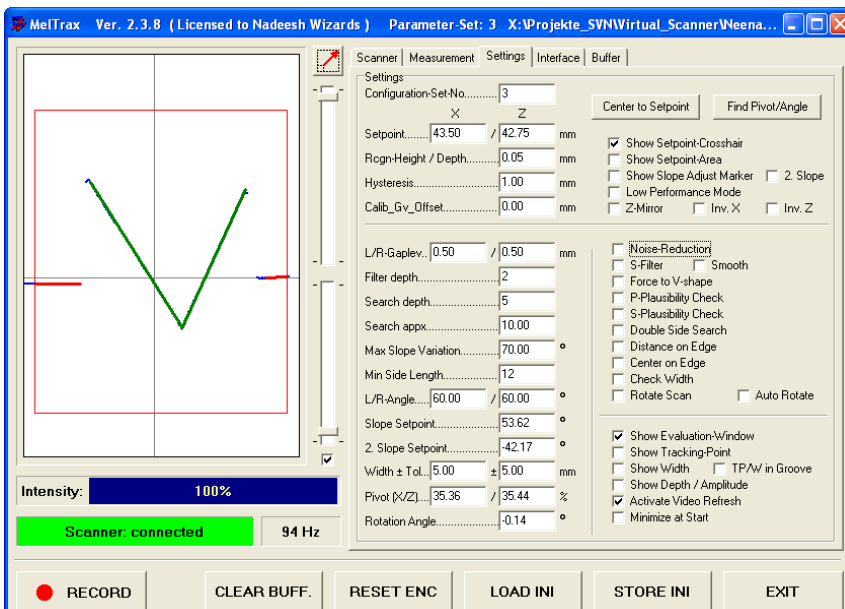 MelTrax Ver. 2.3.8 ( Licensed to Nadeesh Wizards ) Parameter-Set: 3 X:\Projekte_SVN\Virtual_Scanner\Neena...
Scanner Measurement Settings Interface Buffer
Settings
Configuration-Set-No........... 3
X Z
Setpoint........ 43.50 / 42.75 mm
Rcgn-Height / Depth........ 0.05 mm
Hysteresis............................ 1.00 mm
Calib_Gv_Offset................ 0.00 mm
Center to Setpoint Find Pivot/Angle
Show Setpoint-Crosshair
Show Setpoint-Area
Show Slope Adjust Marker 2. Slope
Low Performance Mode
Z-Mirror Inv. X Inv. Z
L/R-Gaplev.. 0.50 / 0.50 mm
Filter depth.......................... 2
Search depth...................... 5
Search appx........................ 10.00
Max Slope Variation........... 70.00 °
Min Side Length.................. 12
L/R-Angle..... 60.00 / 60.00 °
Slope Setpoint.................... 53.62 °
2. Slope Setpoint................ -42.17 °
Width ± Tol... 5.00 ± 5.00 mm
Pivot (X/Z).... 35.36 / 35.44 %
Rotation Angle.................... -0.14 °
Noise-Reduction
S-Filter Smooth
Force to V-shape
P-Plausibility Check
S-Plausibility Check
Double Side Search
Distance on Edge
Center on Edge
Check Width
Rotate Scan Auto Rotate
Show Evaluation-Window
Show Tracking-Point
Show Width TP/W in Groove
Show Depth / Amplitude
Activate Video Refresh
Minimize at Start
Intensity: 100%
Scanner: connected 94 Hz
RECORD CLEAR BUFF. RESET ENC LOAD INI STORE INI EXIT